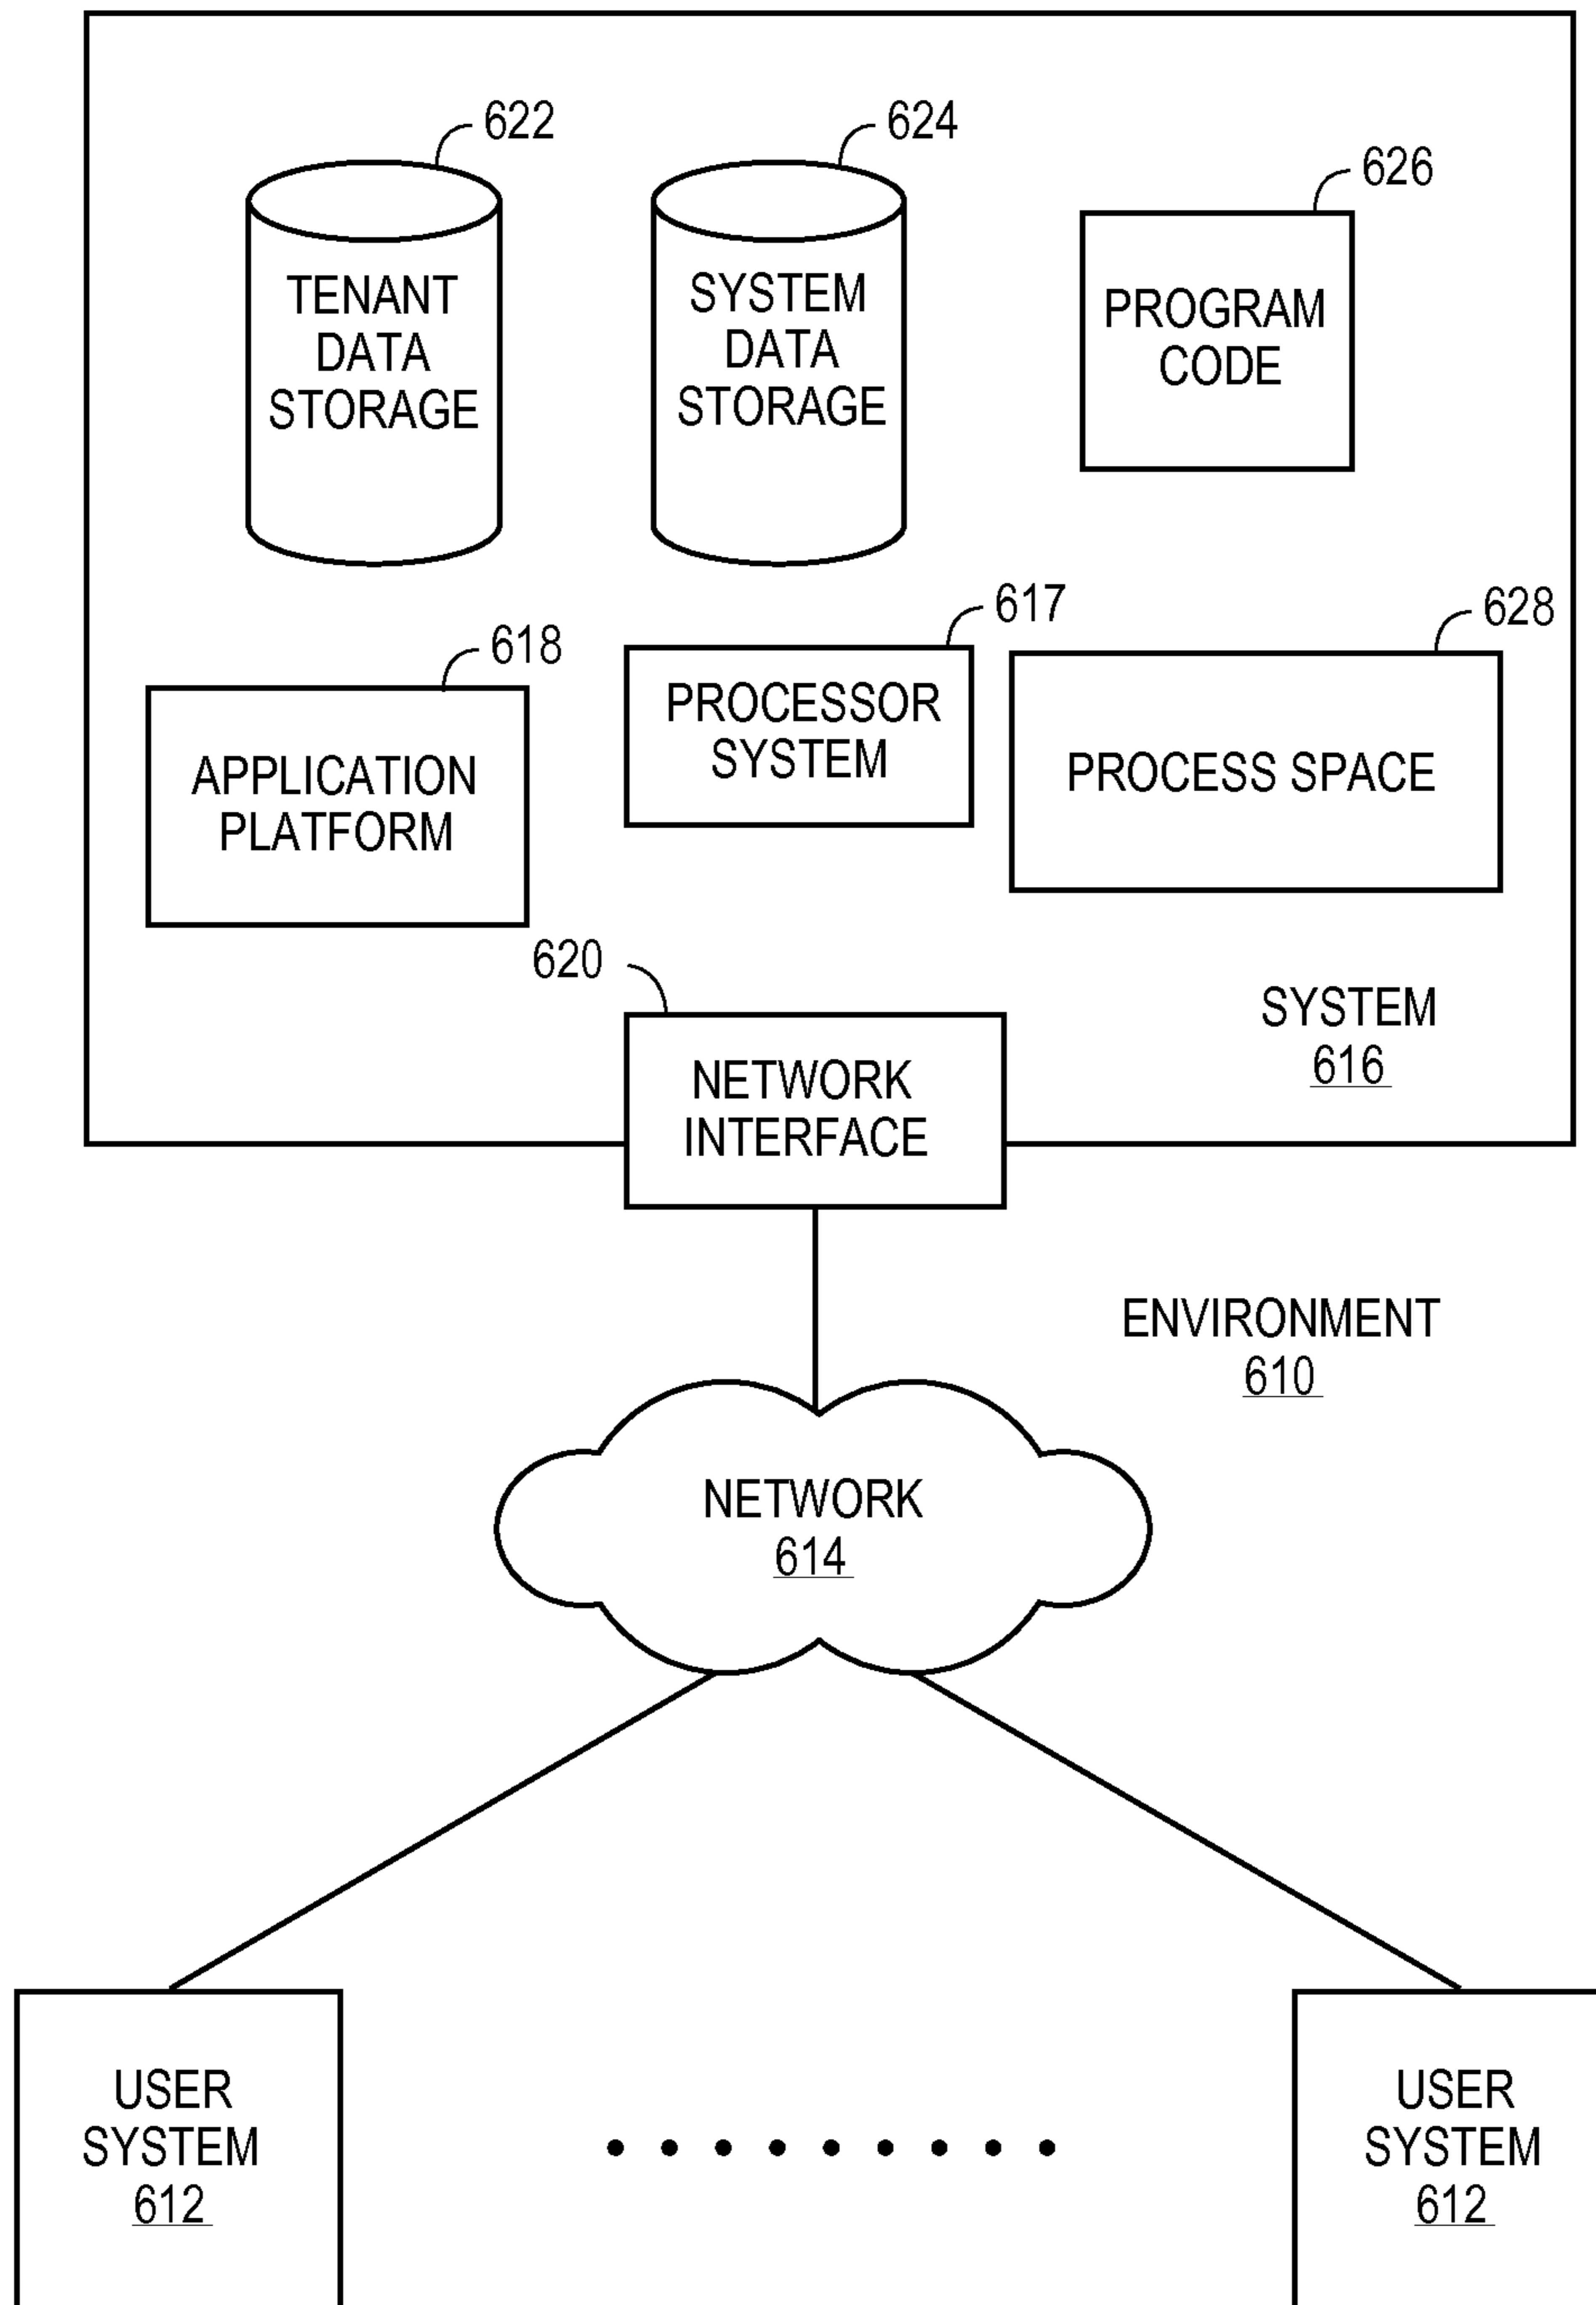 622
624
626
TENANT
DATA
STORAGE
SYSTEM
DATA
STORAGE
PROGRAM
CODE
618
617
628
APPLICATION
PLATFORM
PROCESSOR
SYSTEM
PROCESS SPACE
620
NETWORK
INTERFACE
SYSTEM
616
ENVIRONMENT
610
NETWORK
614
USER
SYSTEM
612
USER
SYSTEM
612